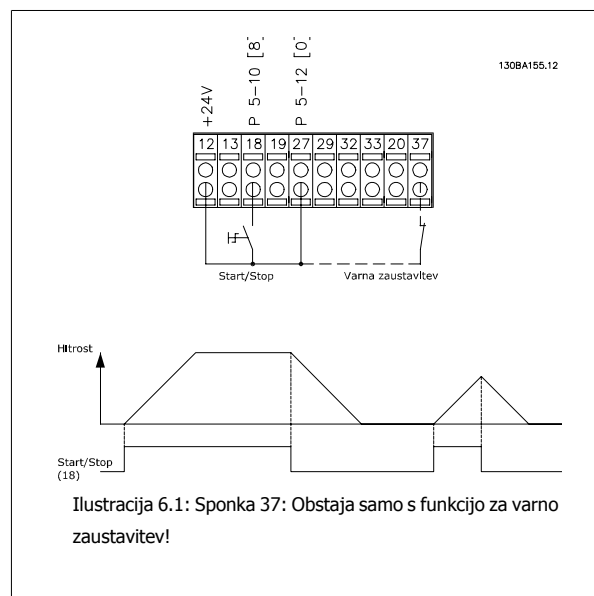 130BA155.12
+24V
P 5-10 [8]
P 5-12 [0]
12 13 18 19 27 29 32 33 20 37
Start/Stop
Varna zaustavitev
Hitrost
Start/Stop
(18)
Ilustracija 6.1: Sponka 37: Obstaja samo s funkcijo za varno
zaustavitev!